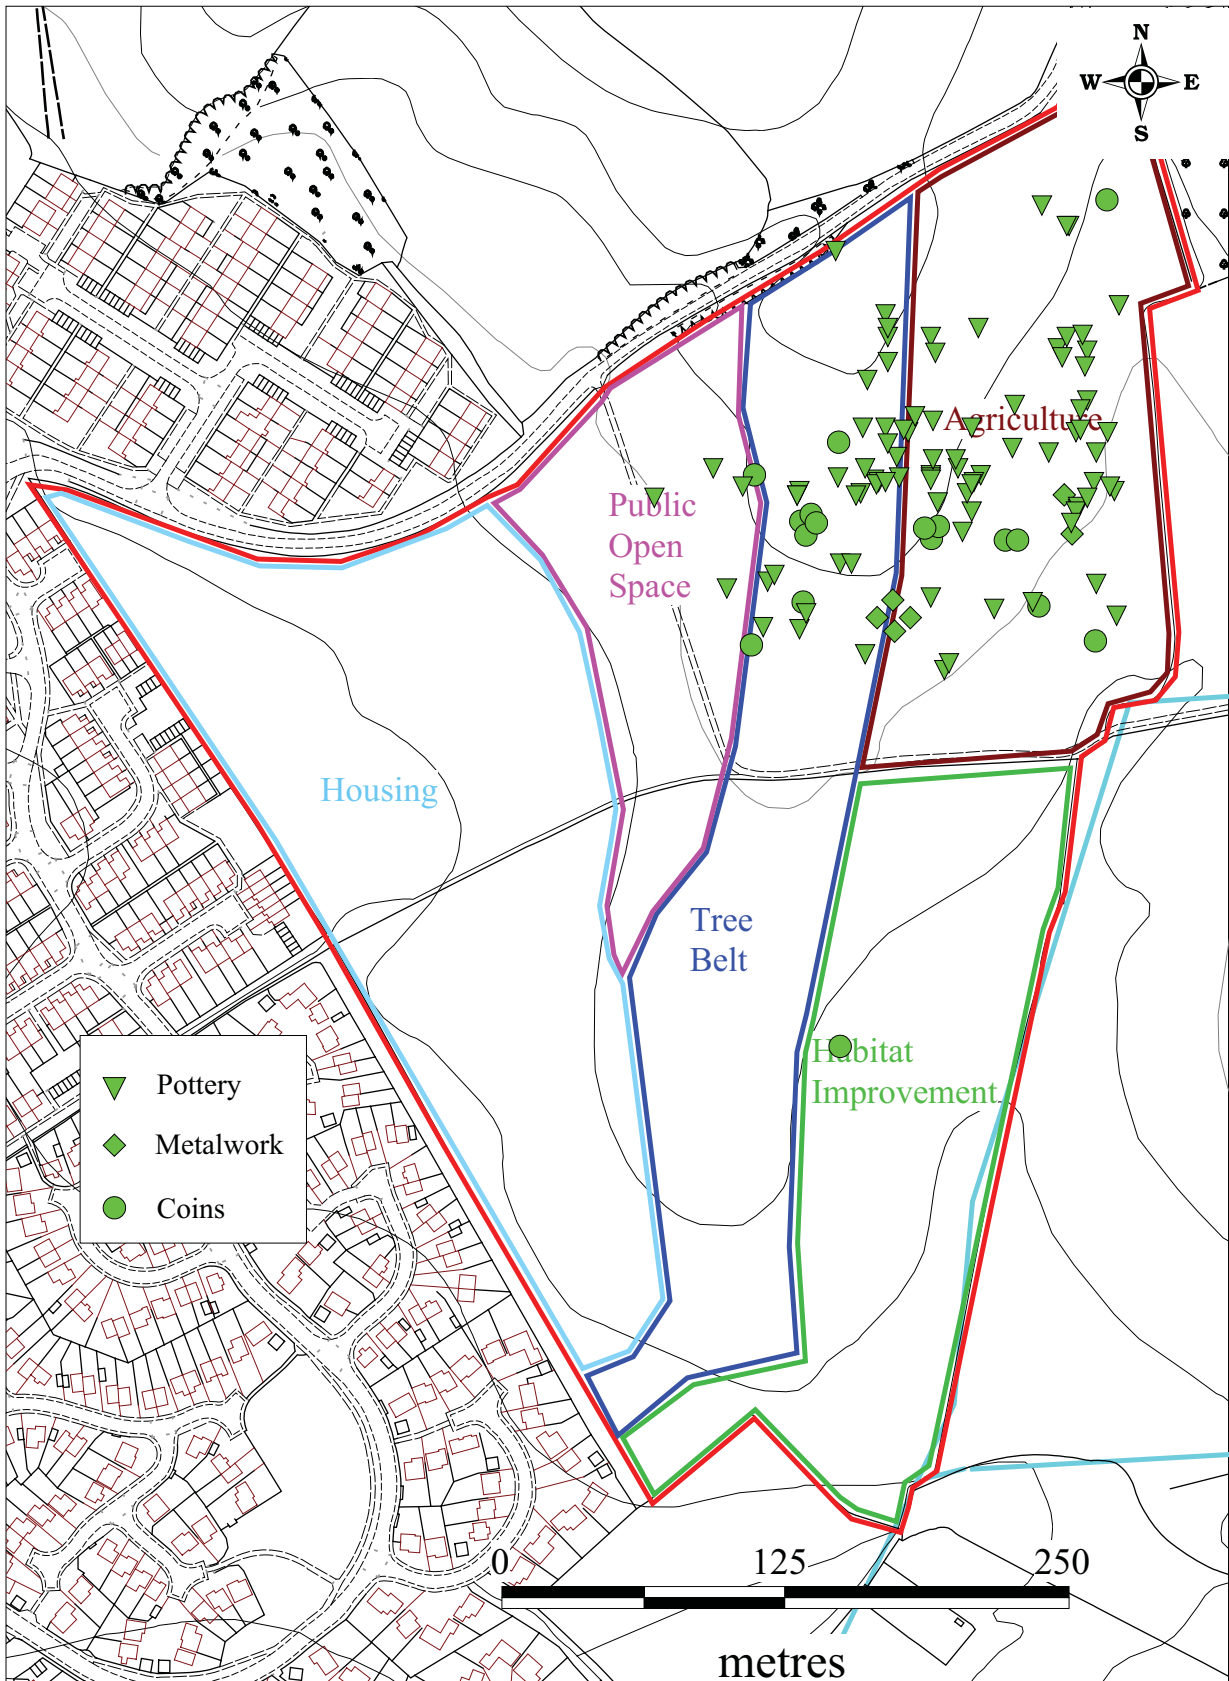 N
W E
S
Agriculture
Public
Open
Space
Housing
Tree
Belt
Habitat
Improvement
Pottery
Metalwork
Coins
0 125 250
metres